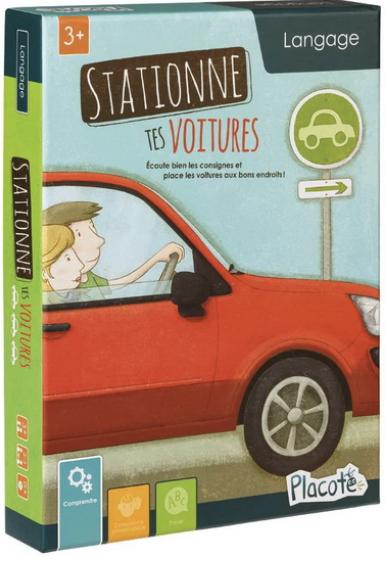 3+
Langage
STATIONNE
TES VOITURES
Écoute bien les consignes et
place les voitures aux bons endroits!
Langage
STATIONNE
TES VOITURES
Comprendre
ABC
Placote